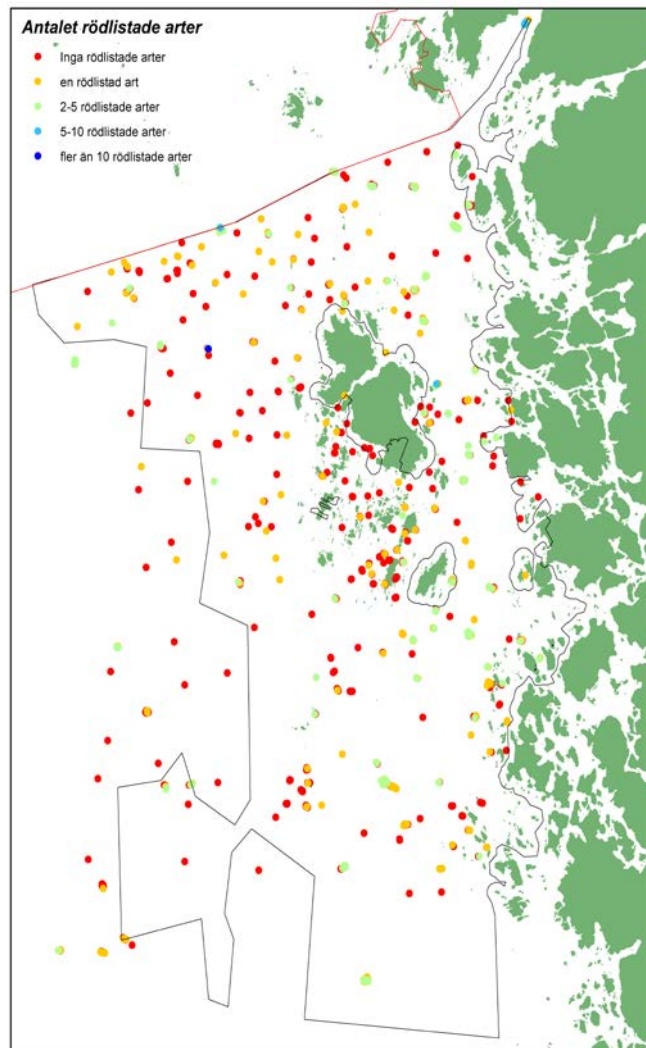 Antalet rödlistade arter
Inga rödlistade arter
en rödlistad art
2-5 rödlistade arter
5-10 rödlistade arter
fler än 10 rödlistade arter